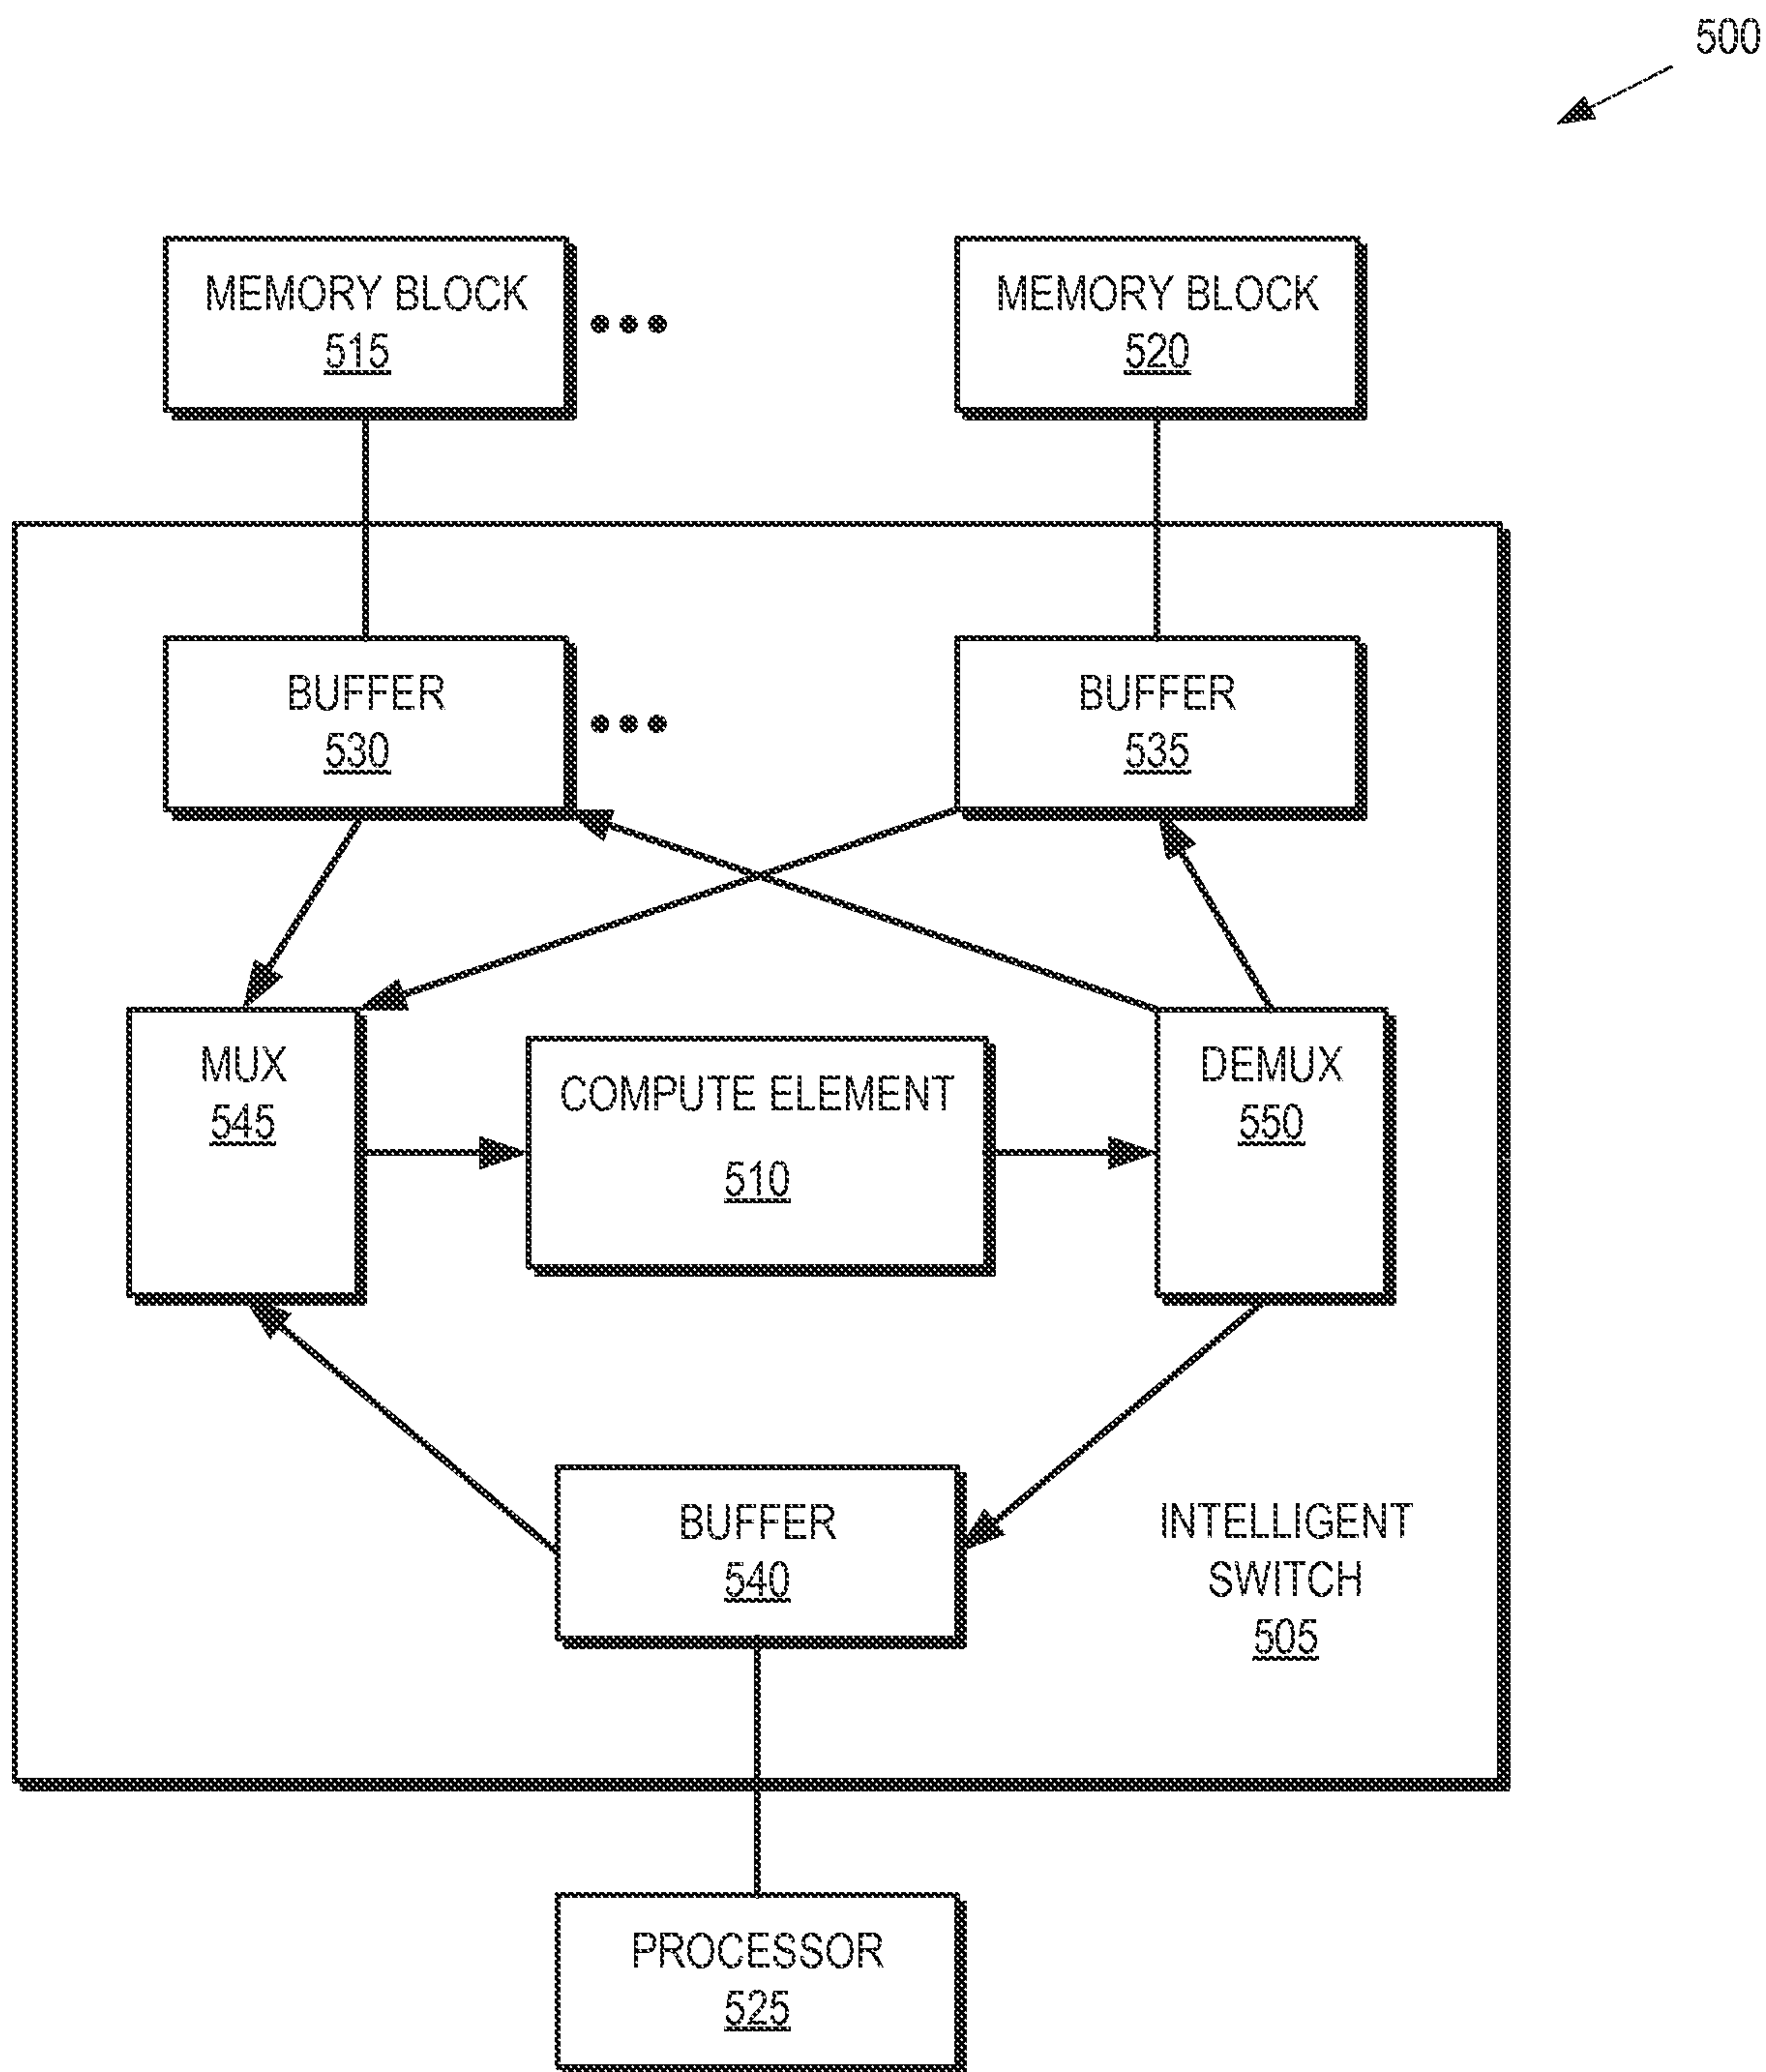 500
MEMORY BLOCK
515
MEMORY BLOCK
520
BUFFER
530
BUFFER
535
MUX
545
COMPUTE ELEMENT
510
DEMUX
550
BUFFER
540
INTELLIGENT
SWITCH
505
PROCESSOR
525